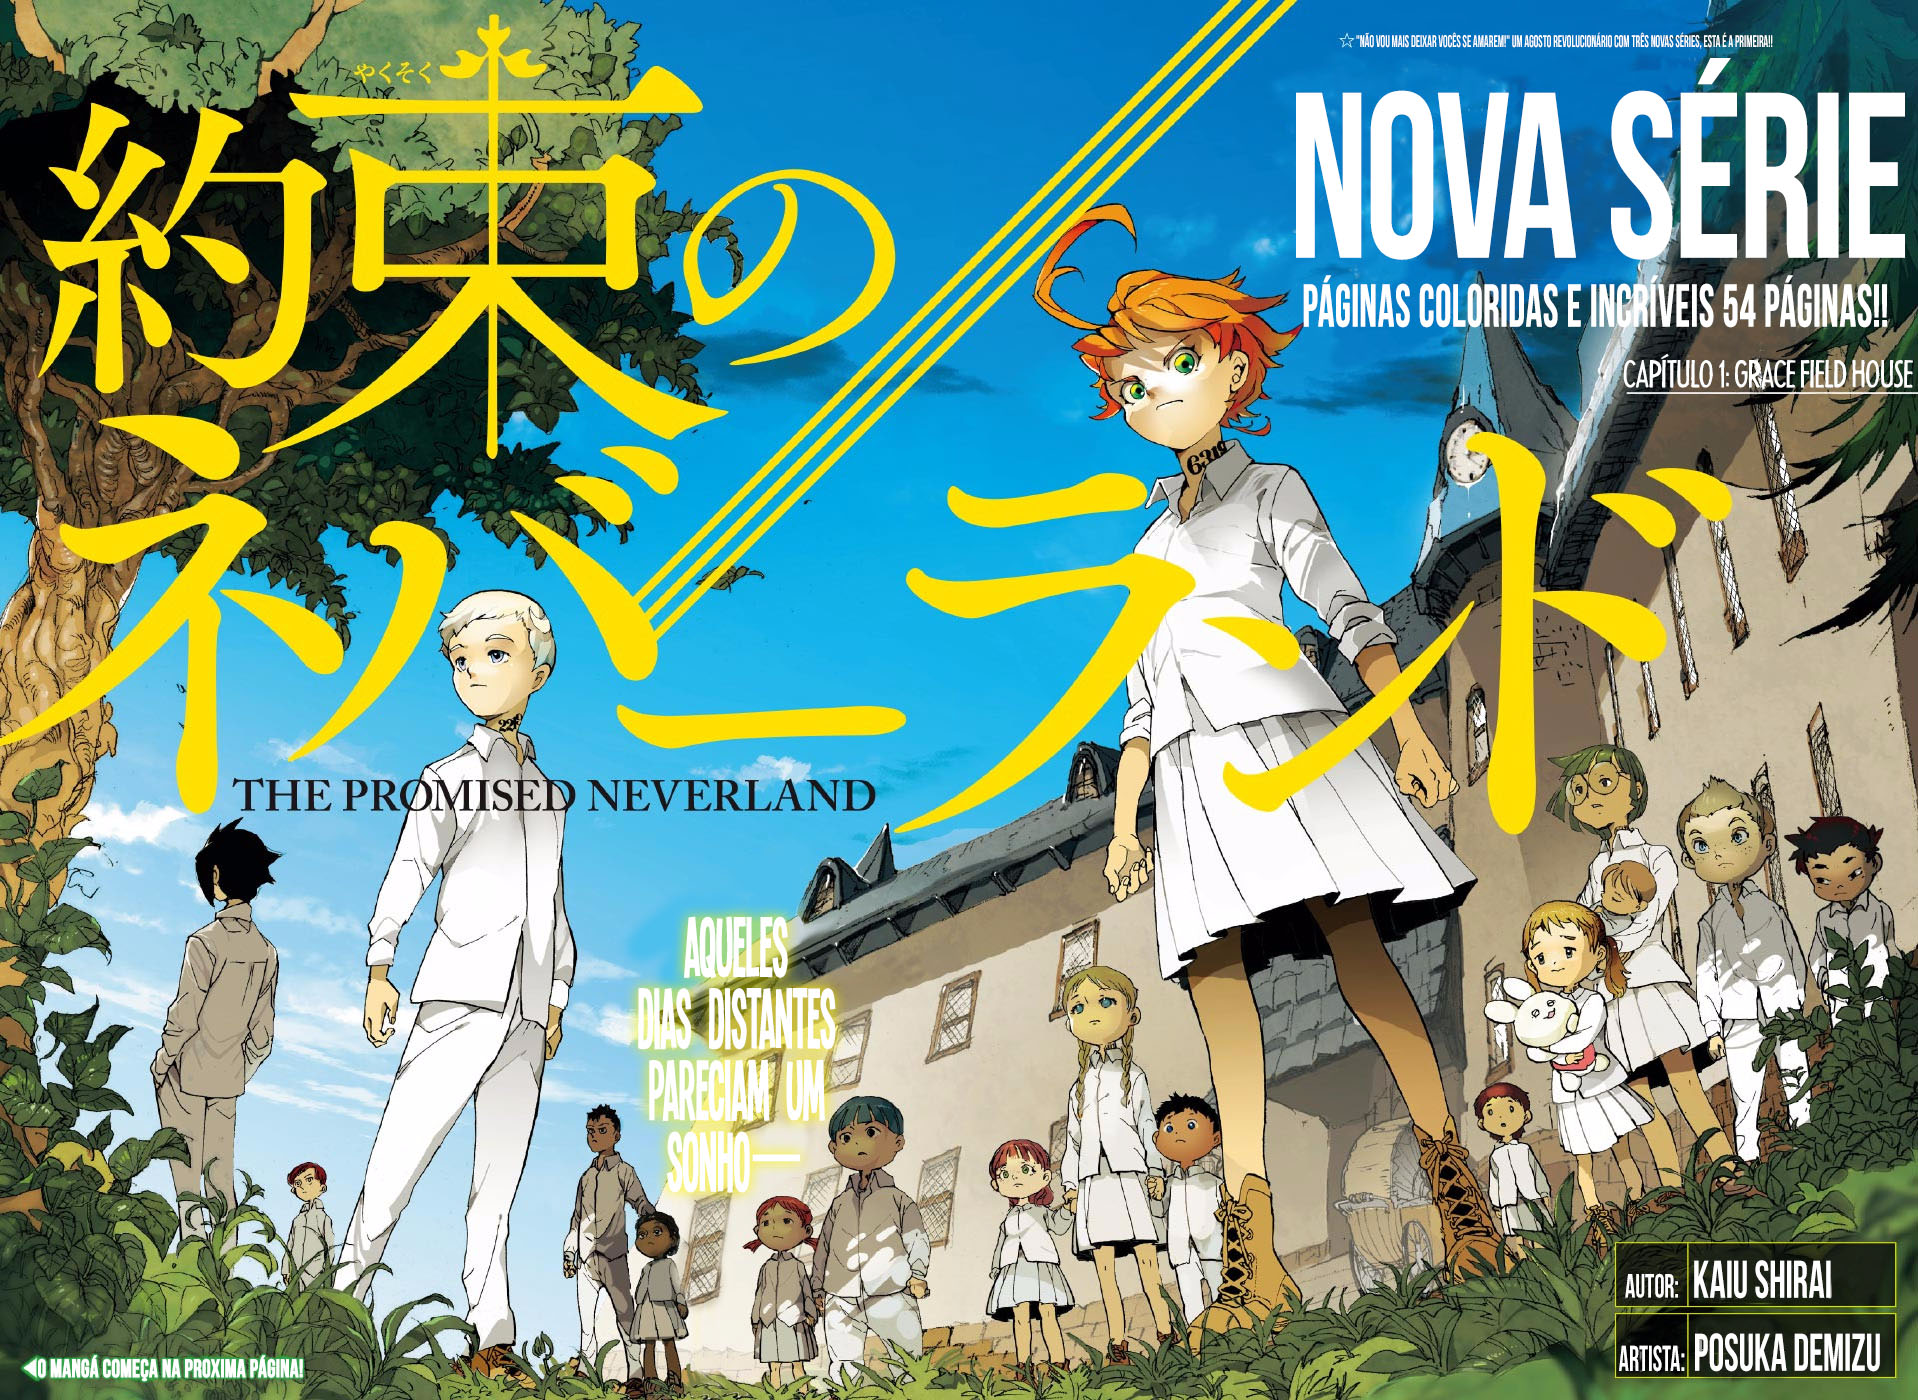 ☆ "NÃO VOU MAIS DEIXAR VOCÊS SE AMAREM!" UM AGOSTO REVOLUCIONÁRIO COM TRÊS NOVAS SÉRIES, ESTA É A PRIMEIRA!!
NOVA SÉRIE
PÁGINAS COLORIDAS E INCRÍVEIS 54 PÁGINAS!!
CAPÍTULO 1: GRACE FIELD HOUSE
やくそく
約束の
ネバーランド
THE PROMISED NEVERLAND
63194
22194
AQUELES
DIAS DISTANTES
PARECIAM UM
SONHO—
AUTOR: KAIU SHIRAI
ARTISTA: POSUKA DEMIZU
◀O MANGÁ COMEÇA NA PROXIMA PÁGINA!